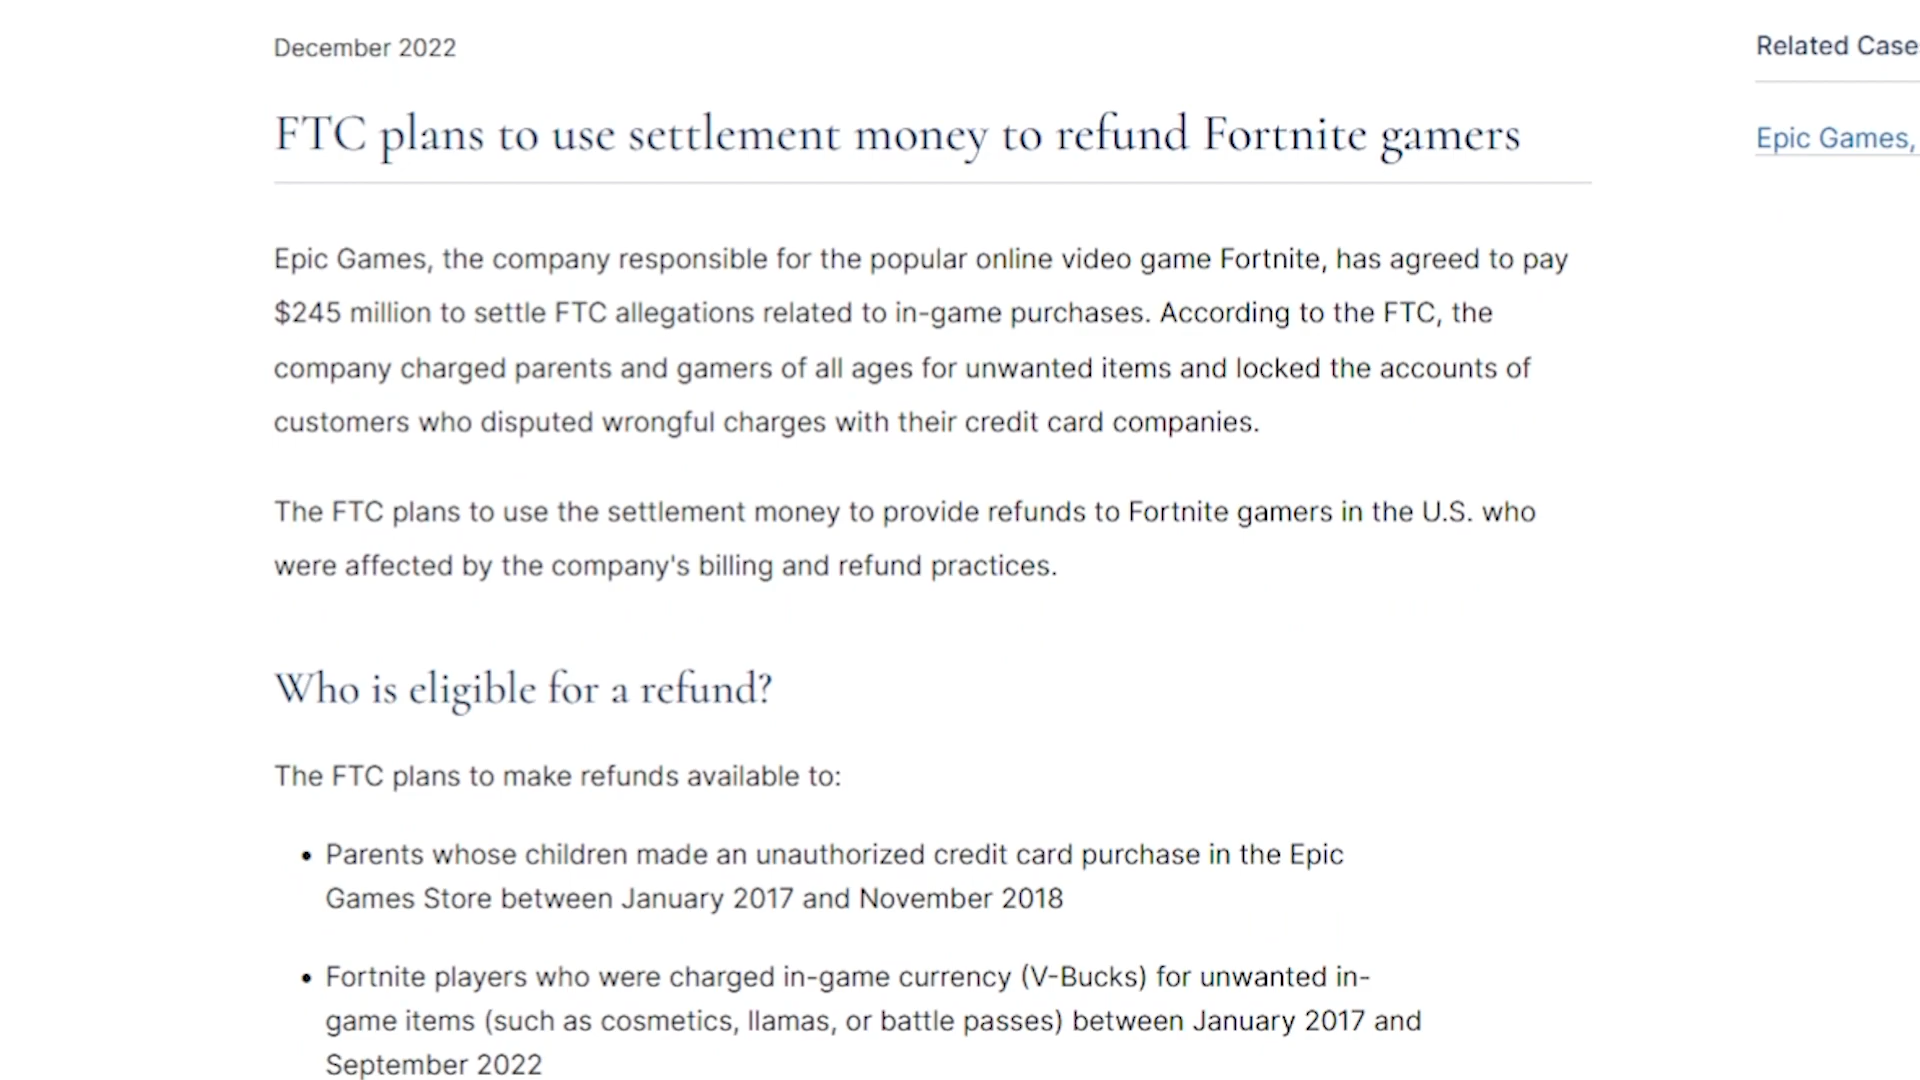 December 2022
Related Case
FTC plans to use settlement money to refund Fortnite gamers
Epic Games,
Epic Games, the company responsible for the popular online video game Fortnite, has agreed to pay
$245 million to settle FTC allegations related to in-game purchases. According to the FTC, the
company charged parents and gamers of all ages for unwanted items and locked the accounts of
customers who disputed wrongful charges with their credit card companies.
The FTC plans to use the settlement money to provide refunds to Fortnite gamers in the U.S. who
were affected by the company's billing and refund practices.
Who is eligible for a refund?
The FTC plans to make refunds available to:
• Parents whose children made an unauthorized credit card purchase in the Epic
Games Store between January 2017 and November 2018
• Fortnite players who were charged in-game currency (V-Bucks) for unwanted in-
game items (such as cosmetics, llamas, or battle passes) between January 2017 and
September 2022